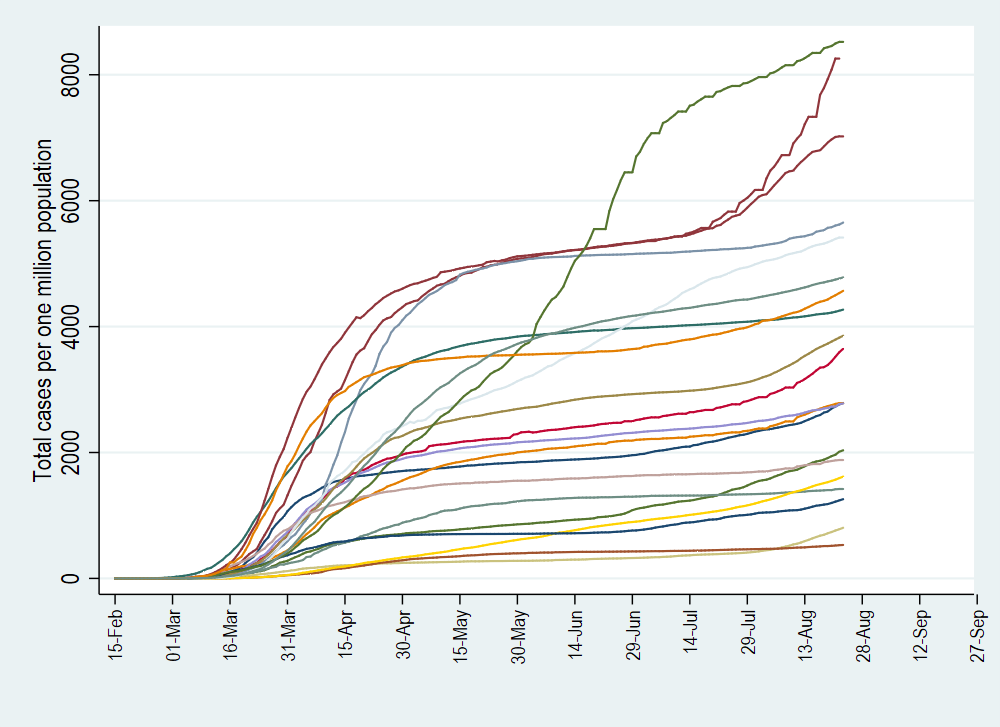 Total cases per one million population
8000
6000
4000
2000
0
15-Feb
01-Mar
16-Mar
31-Mar
15-Apr
30-Apr
15-May
30-May
14-Jun
29-Jun
14-Jul
29-Jul
13-Aug
28-Aug
12-Sep
27-Sep